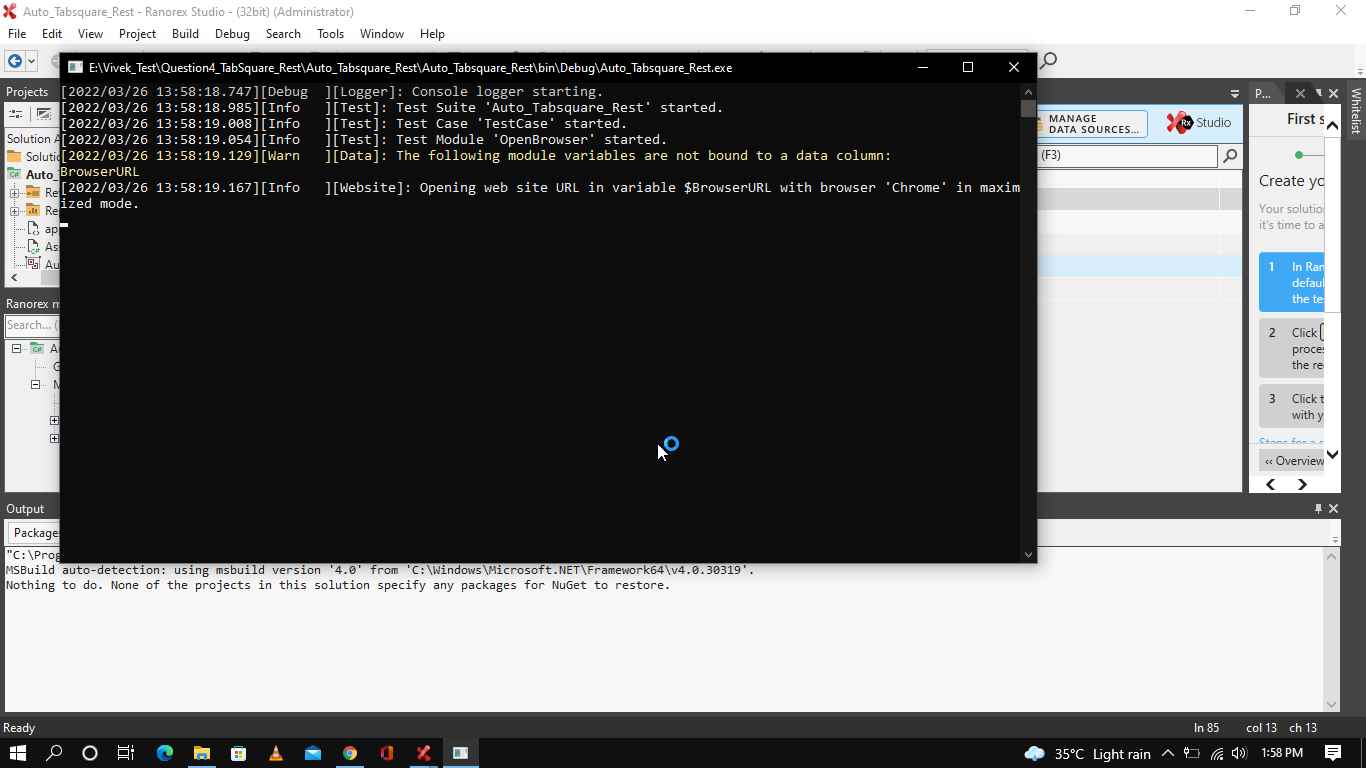 Auto_Tabsquare_Rest - Ranorex Studio - (32bit) (Administrator)
File Edit View Project Build Debug Search Tools Window Help
E:\Vivek_Test\Question4_TabSquare_Rest\Auto_Tabsquare_Rest\Auto_Tabsquare_Rest\bin\Debug\Auto_Tabsquare_Rest.exe
[2022/03/26 13:58:18.747][Debug ][Logger]: Console logger starting.
[2022/03/26 13:58:18.985][Info ][Test]: Test Suite 'Auto_Tabsquare_Rest' started.
[2022/03/26 13:58:19.008][Info ][Test]: Test Case 'TestCase' started.
[2022/03/26 13:58:19.054][Info ][Test]: Test Module 'OpenBrowser' started.
[2022/03/26 13:58:19.129][Warn ][Data]: The following module variables are not bound to a data column:
BrowserURL
[2022/03/26 13:58:19.167][Info ][Website]: Opening web site URL in variable $BrowserURL with browser 'Chrome' in maxim
ized mode.
Projects
Solution A
Solutio
Auto_
Re
Re
ap
As
Au
Ranorex m
Search... (
A
G
M
MANAGE
DATA SOURCES...
Rx Studio
(F3)
P...
First s
Create yo
Your solutio
it's time to a
1 In Ran
defaul
the te
2 Click
proces
the re
3 Click t
with y
Steps for a
‹‹ Overview
Whitelist
Output
Package
"C:\Prog
MSBuild auto-detection: using msbuild version '4.0' from 'C:\Windows\Microsoft.NET\Framework64\v4.0.30319'.
Nothing to do. None of the projects in this solution specify any packages for NuGet to restore.
Ready
ln 85 col 13 ch 13
35°C Light rain
1:58 PM